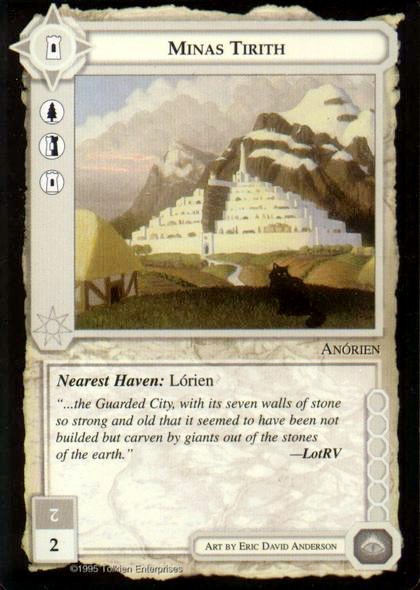 Minas Tirith
Anórien
Nearest Haven: Lórien
“...the Guarded City, with its seven walls of stone
so strong and old that it seemed to have been not
builded but carven by giants out of the stones
of the earth.” —LotRV
2
2
Art by Eric David Anderson
©1995 Tolkien Enterprises